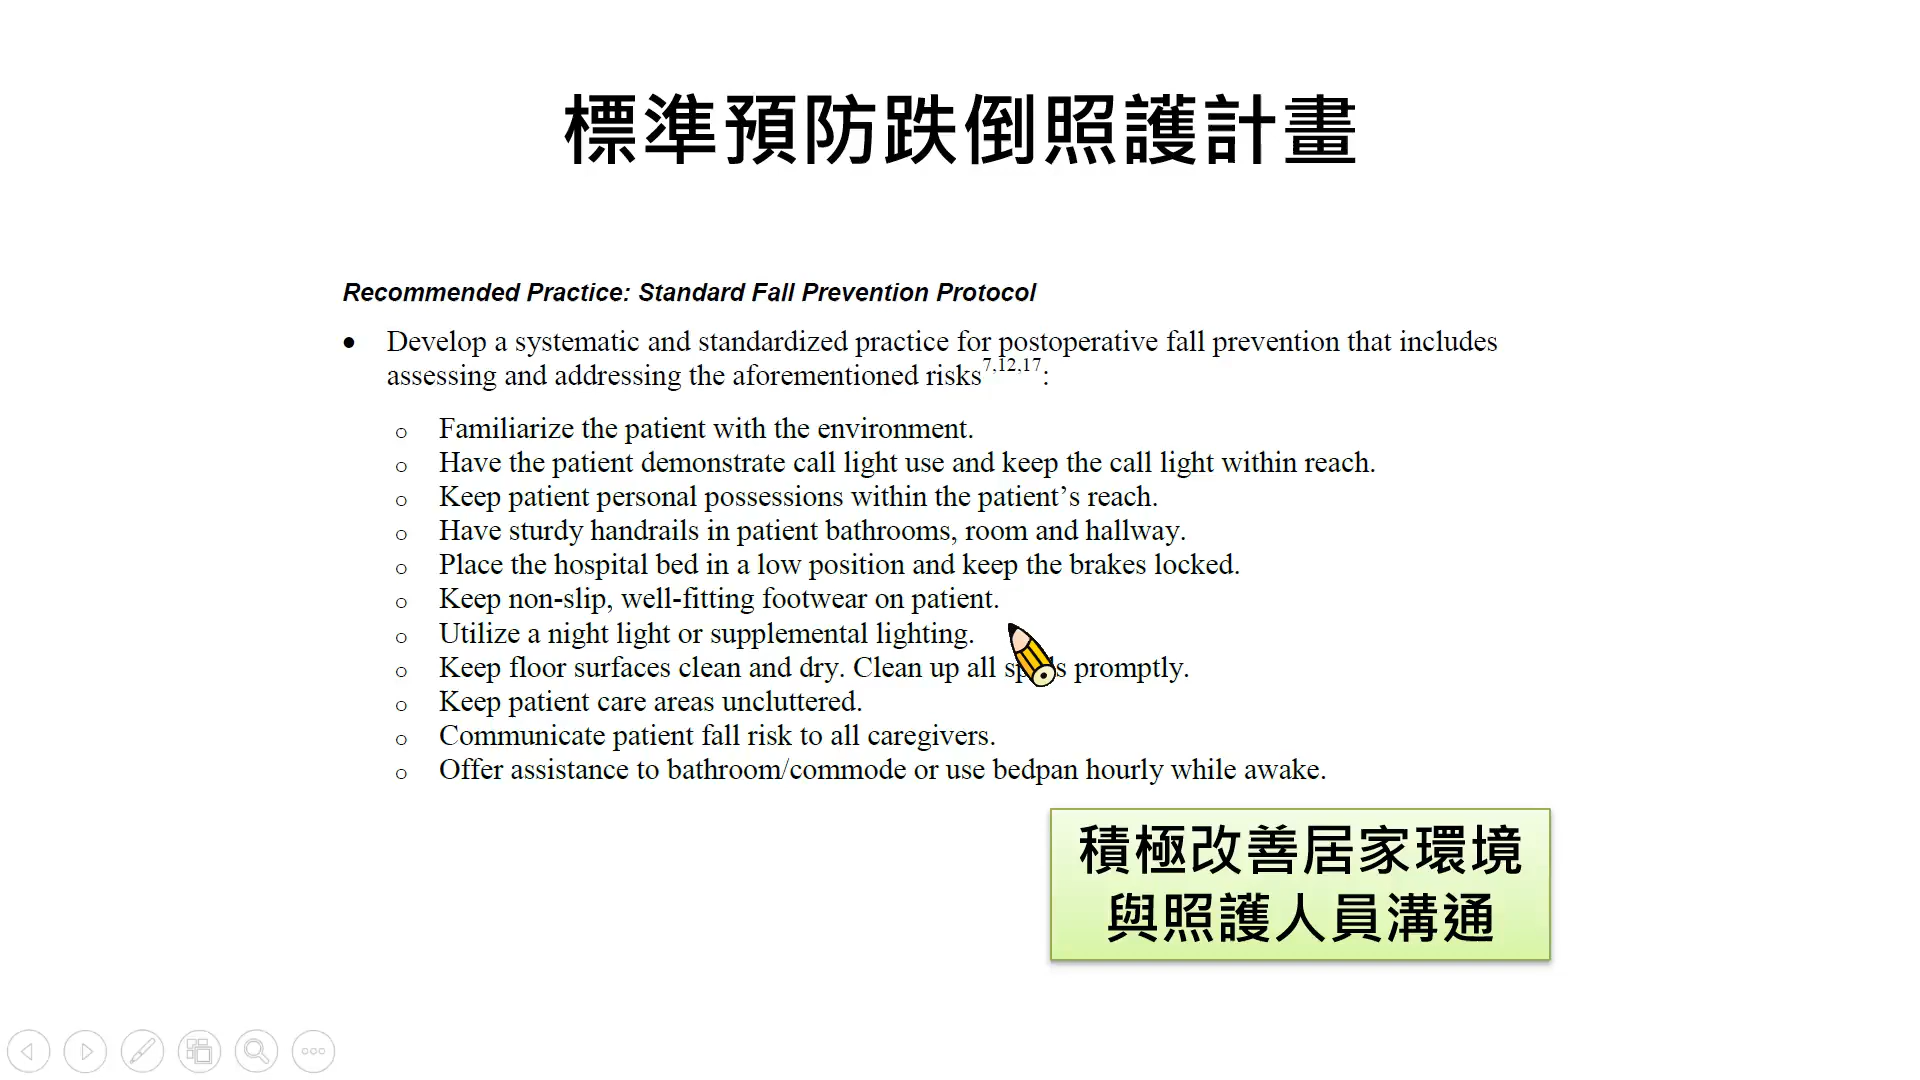 標準預防跌倒照護計畫
Recommended Practice: Standard Fall Prevention Protocol
• Develop a systematic and standardized practice for postoperative fall prevention that includes
assessing and addressing the aforementioned risks7,12,17:
o Familiarize the patient with the environment.
o Have the patient demonstrate call light use and keep the call light within reach.
o Keep patient personal possessions within the patient’s reach.
o Have sturdy handrails in patient bathrooms, room and hallway.
o Place the hospital bed in a low position and keep the brakes locked.
o Keep non-slip, well-fitting footwear on patient.
o Utilize a night light or supplemental lighting.
o Keep floor surfaces clean and dry. Clean up all spills promptly.
o Keep patient care areas uncluttered.
o Communicate patient fall risk to all caregivers.
o Offer assistance to bathroom/commode or use bedpan hourly while awake.
積極改善居家環境
與照護人員溝通